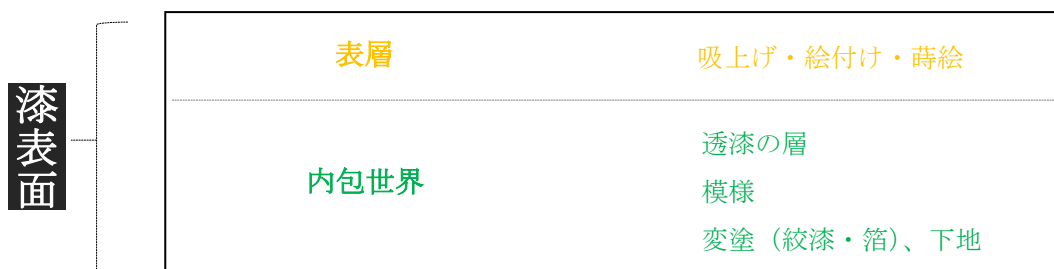 漆表面
表層
吸上げ・絵付け・蒔絵
内包世界
透漆の層
模様
変塗（絞漆・箔）、下地